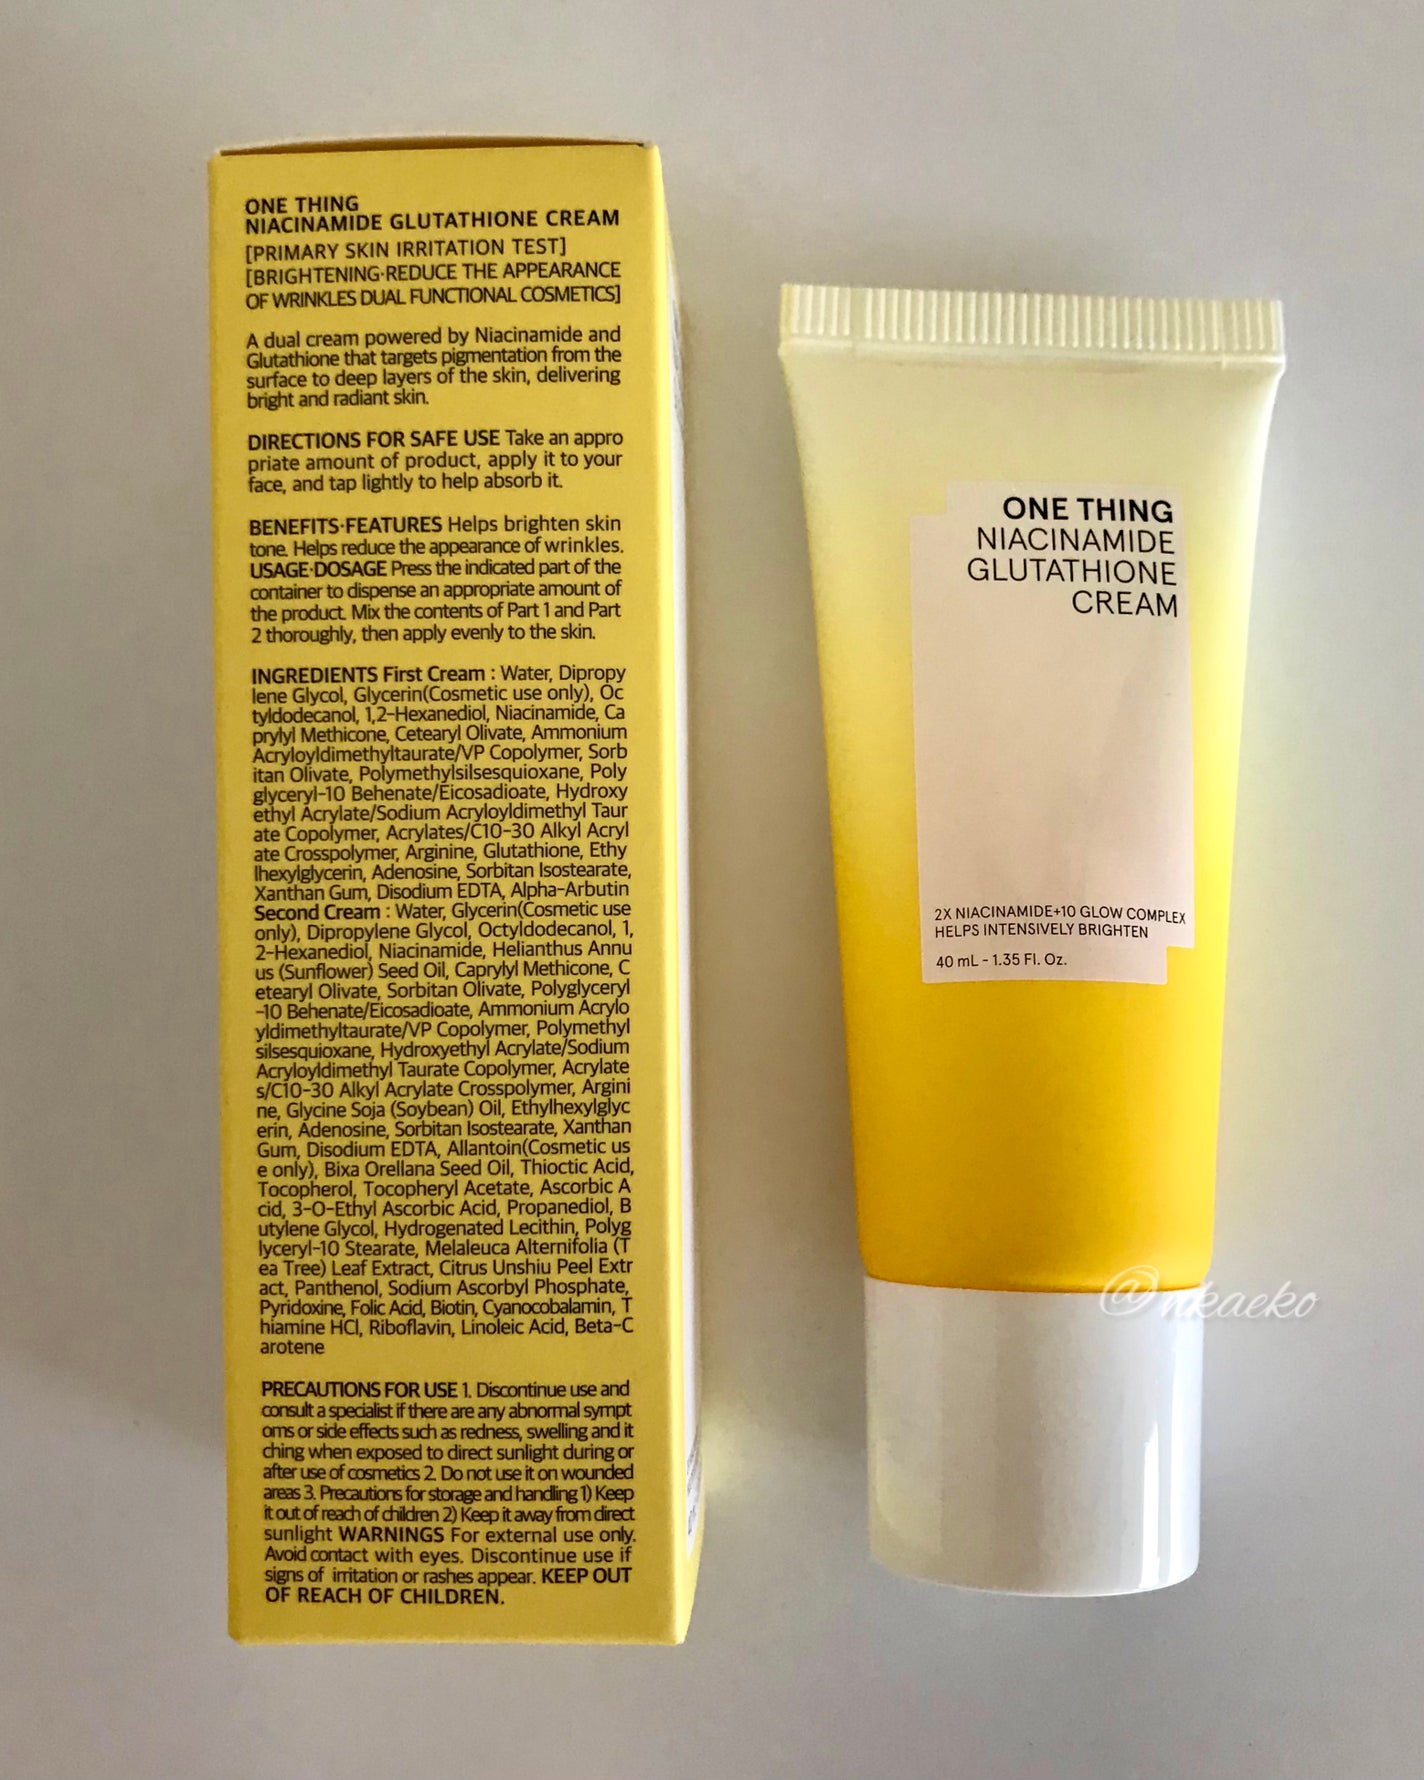 ONE THING
NIACINAMIDE GLUTATHIONE CREAM
[PRIMARY SKIN IRRITATION TEST]
[BRIGHTENING·REDUCE THE APPEARANCE
OF WRINKLES DUAL FUNCTIONAL COSMETICS]
A dual cream powered by Niacinamide and
Glutathione that targets pigmentation from the
surface to deep layers of the skin, delivering
bright and radiant skin.
DIRECTIONS FOR SAFE USE Take an appro
priate amount of product, apply it to your
face, and tap lightly to help absorb it.
BENEFITS·FEATURES Helps brighten skin
tone. Helps reduce the appearance of wrinkles.
USAGE·DOSAGE Press the indicated part of the
container to dispense an appropriate amount of
the product. Mix the contents of Part 1 and Part
2 thoroughly, then apply evenly to the skin.
INGREDIENTS First Cream : Water, Dipropy
lene Glycol, Glycerin(Cosmetic use only), Oc
tyldodecanol, 1,2-Hexanediol, Niacinamide, Ca
prylyl Methicone, Cetearyl Olivate, Ammonium
Acryloyldimethyltaurate/VP Copolymer, Sorb
itan Olivate, Polymethylsilsesquioxane, Poly
glyceryl-10 Behenate/Eicosadioate, Hydroxy
ethyl Acrylate/Sodium Acryloyldimethyl Taur
ate Copolymer, Acrylates/C10-30 Alkyl Acryl
ate Crosspolymer, Arginine, Glutathione, Ethy
lhexylglycerin, Adenosine, Sorbitan Isostearate,
Xanthan Gum, Disodium EDTA, Alpha-Arbutin
Second Cream : Water, Glycerin(Cosmetic use
only), Dipropylene Glycol, Octyldodecanol, 1,
2-Hexanediol, Niacinamide, Helianthus Annu
us (Sunflower) Seed Oil, Caprylyl Methicone, C
etearyl Olivate, Sorbitan Olivate, Polyglyceryl
-10 Behenate/Eicosadioate, Ammonium Acrylo
yldimethyltaurate/VP Copolymer, Polymethyl
silsesquioxane, Hydroxyethyl Acrylate/Sodium
Acryloyldimethyl Taurate Copolymer, Acrylate
s/C10-30 Alkyl Acrylate Crosspolymer, Argini
ne, Glycine Soja (Soybean) Oil, Ethylhexylglyc
erin, Adenosine, Sorbitan Isostearate, Xanthan
Gum, Disodium EDTA, Allantoin(Cosmetic us
e only), Bixa Orellana Seed Oil, Thioctic Acid,
Tocopherol, Tocopheryl Acetate, Ascorbic A
cid, 3-O-Ethyl Ascorbic Acid, Propanediol, B
utylene Glycol, Hydrogenated Lecithin, Polyg
lyceryl-10 Stearate, Melaleuca Alternifolia (T
ea Tree) Leaf Extract, Citrus Unshiu Peel Extr
act, Panthenol, Sodium Ascorbyl Phosphate,
Pyridoxine, Folic Acid, Biotin, Cyanocobalamin, T
hiamine HCl, Riboflavin, Linoleic Acid, Beta-C
arotene
PRECAUTIONS FOR USE 1. Discontinue use and
consult a specialist if there are any abnormal sympt
oms or side effects such as redness, swelling and it
ching when exposed to direct sunlight during or
after use of cosmetics 2. Do not use it on wounded
areas 3. Precautions for storage and handling 1) Keep
it out of reach of children 2) Keep it away from direct
sunlight WARNINGS For external use only.
Avoid contact with eyes. Discontinue use if
signs of irritation or rashes appear. KEEP OUT
OF REACH OF CHILDREN.
ONE THING
NIACINAMIDE
GLUTATHIONE
CREAM
2X NIACINAMIDE+10 GLOW COMPLEX
HELPS INTENSIVELY BRIGHTEN
40 mL - 1.35 Fl. Oz.
@nkaeko